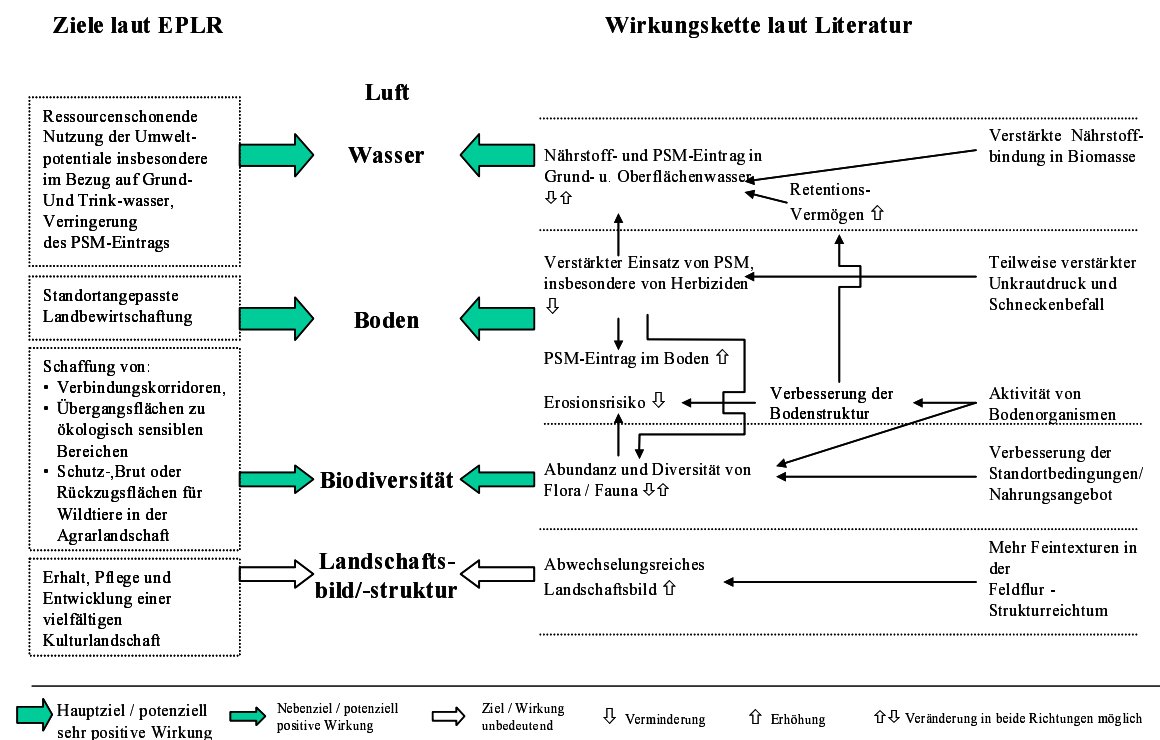 Ziele laut EPLR
Wirkungskette laut Literatur
Ressourcenschonende
Nutzung der Umwelt-
potentiale insbesondere
im Bezug auf Grund-
Und Trink-wasser,
Verringerung
des PSM-Eintrags
Standortangepasste
Landbewirtschaftung
Schaffung von:
• Verbindungskorridoren,
• Übergangsflächen zu
ökologisch sensiblen
Bereichen
• Schutz-,Brut oder
Rückzugsflächen für
Wildtiere in der
Agrarlandschaft
Erhalt, Pflege und
Entwicklung einer
vielfältigen
Kulturlandschaft
Luft
Wasser
Boden
Biodiversität
Landschafts-
bild/-struktur
Nährstoff- und PSM-Eintrag in
Grund- u. Oberflächenwasser
⇩⇧
Retentions-
Vermögen ⇧
Verstärkte Nährstoff-
bindung in Biomasse
Verstärkter Einsatz von PSM,
insbesondere von Herbiziden
⇩
Teilweise verstärkter
Unkrautdruck und
Schneckenbefall
PSM-Eintrag im Boden ⇧
Erosionsrisiko ⇩
Verbesserung der
Bodenstruktur
Aktivität von
Bodenorganismen
Abundanz und Diversität von
Flora / Fauna ⇩⇧
Verbesserung der
Standortbedingungen/
Nahrungsangebot
Abwechselungsreiches
Landschaftsbild ⇧
Mehr Feintexturen in
der
Feldflur -
Strukturreichtum
Hauptziel / potenziell
sehr positive Wirkung
Nebenziel / potenziell
positive Wirkung
Ziel / Wirkung
unbedeutend
⇩ Verminderung
⇧ Erhöhung
⇧⇩ Veränderung in beide Richtungen möglich